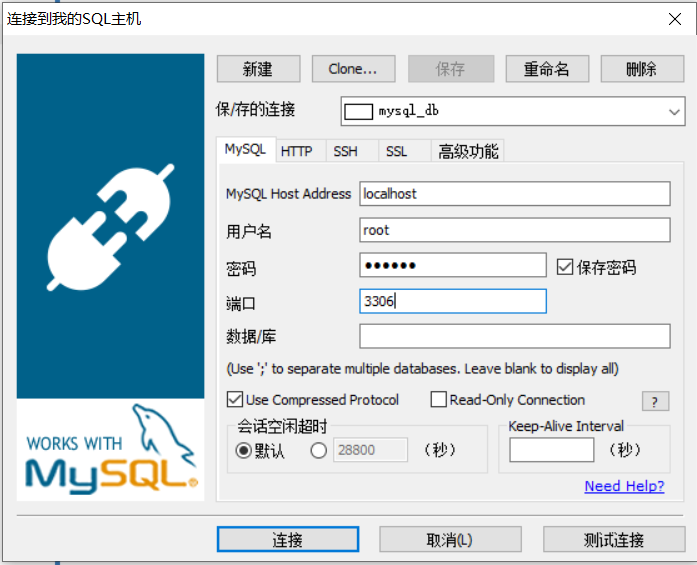 连接到我的SQL主机
新建 Clone... 保存 重命名 删除
保/存的连接 mysql_db
MySQL HTTP SSH SSL 高级功能
MySQL Host Address localhost
用户名 root
密码 ●●●●●● 保存密码
端口 3306
数据/库
(Use ';' to separate multiple databases. Leave blank to display all)
Use Compressed Protocol Read-Only Connection ?
会话空闲超时 Keep-Alive Interval
默认 28800 (秒) (秒)
Need Help?
WORKS WITH
MySQL®
连接 取消(L) 测试连接